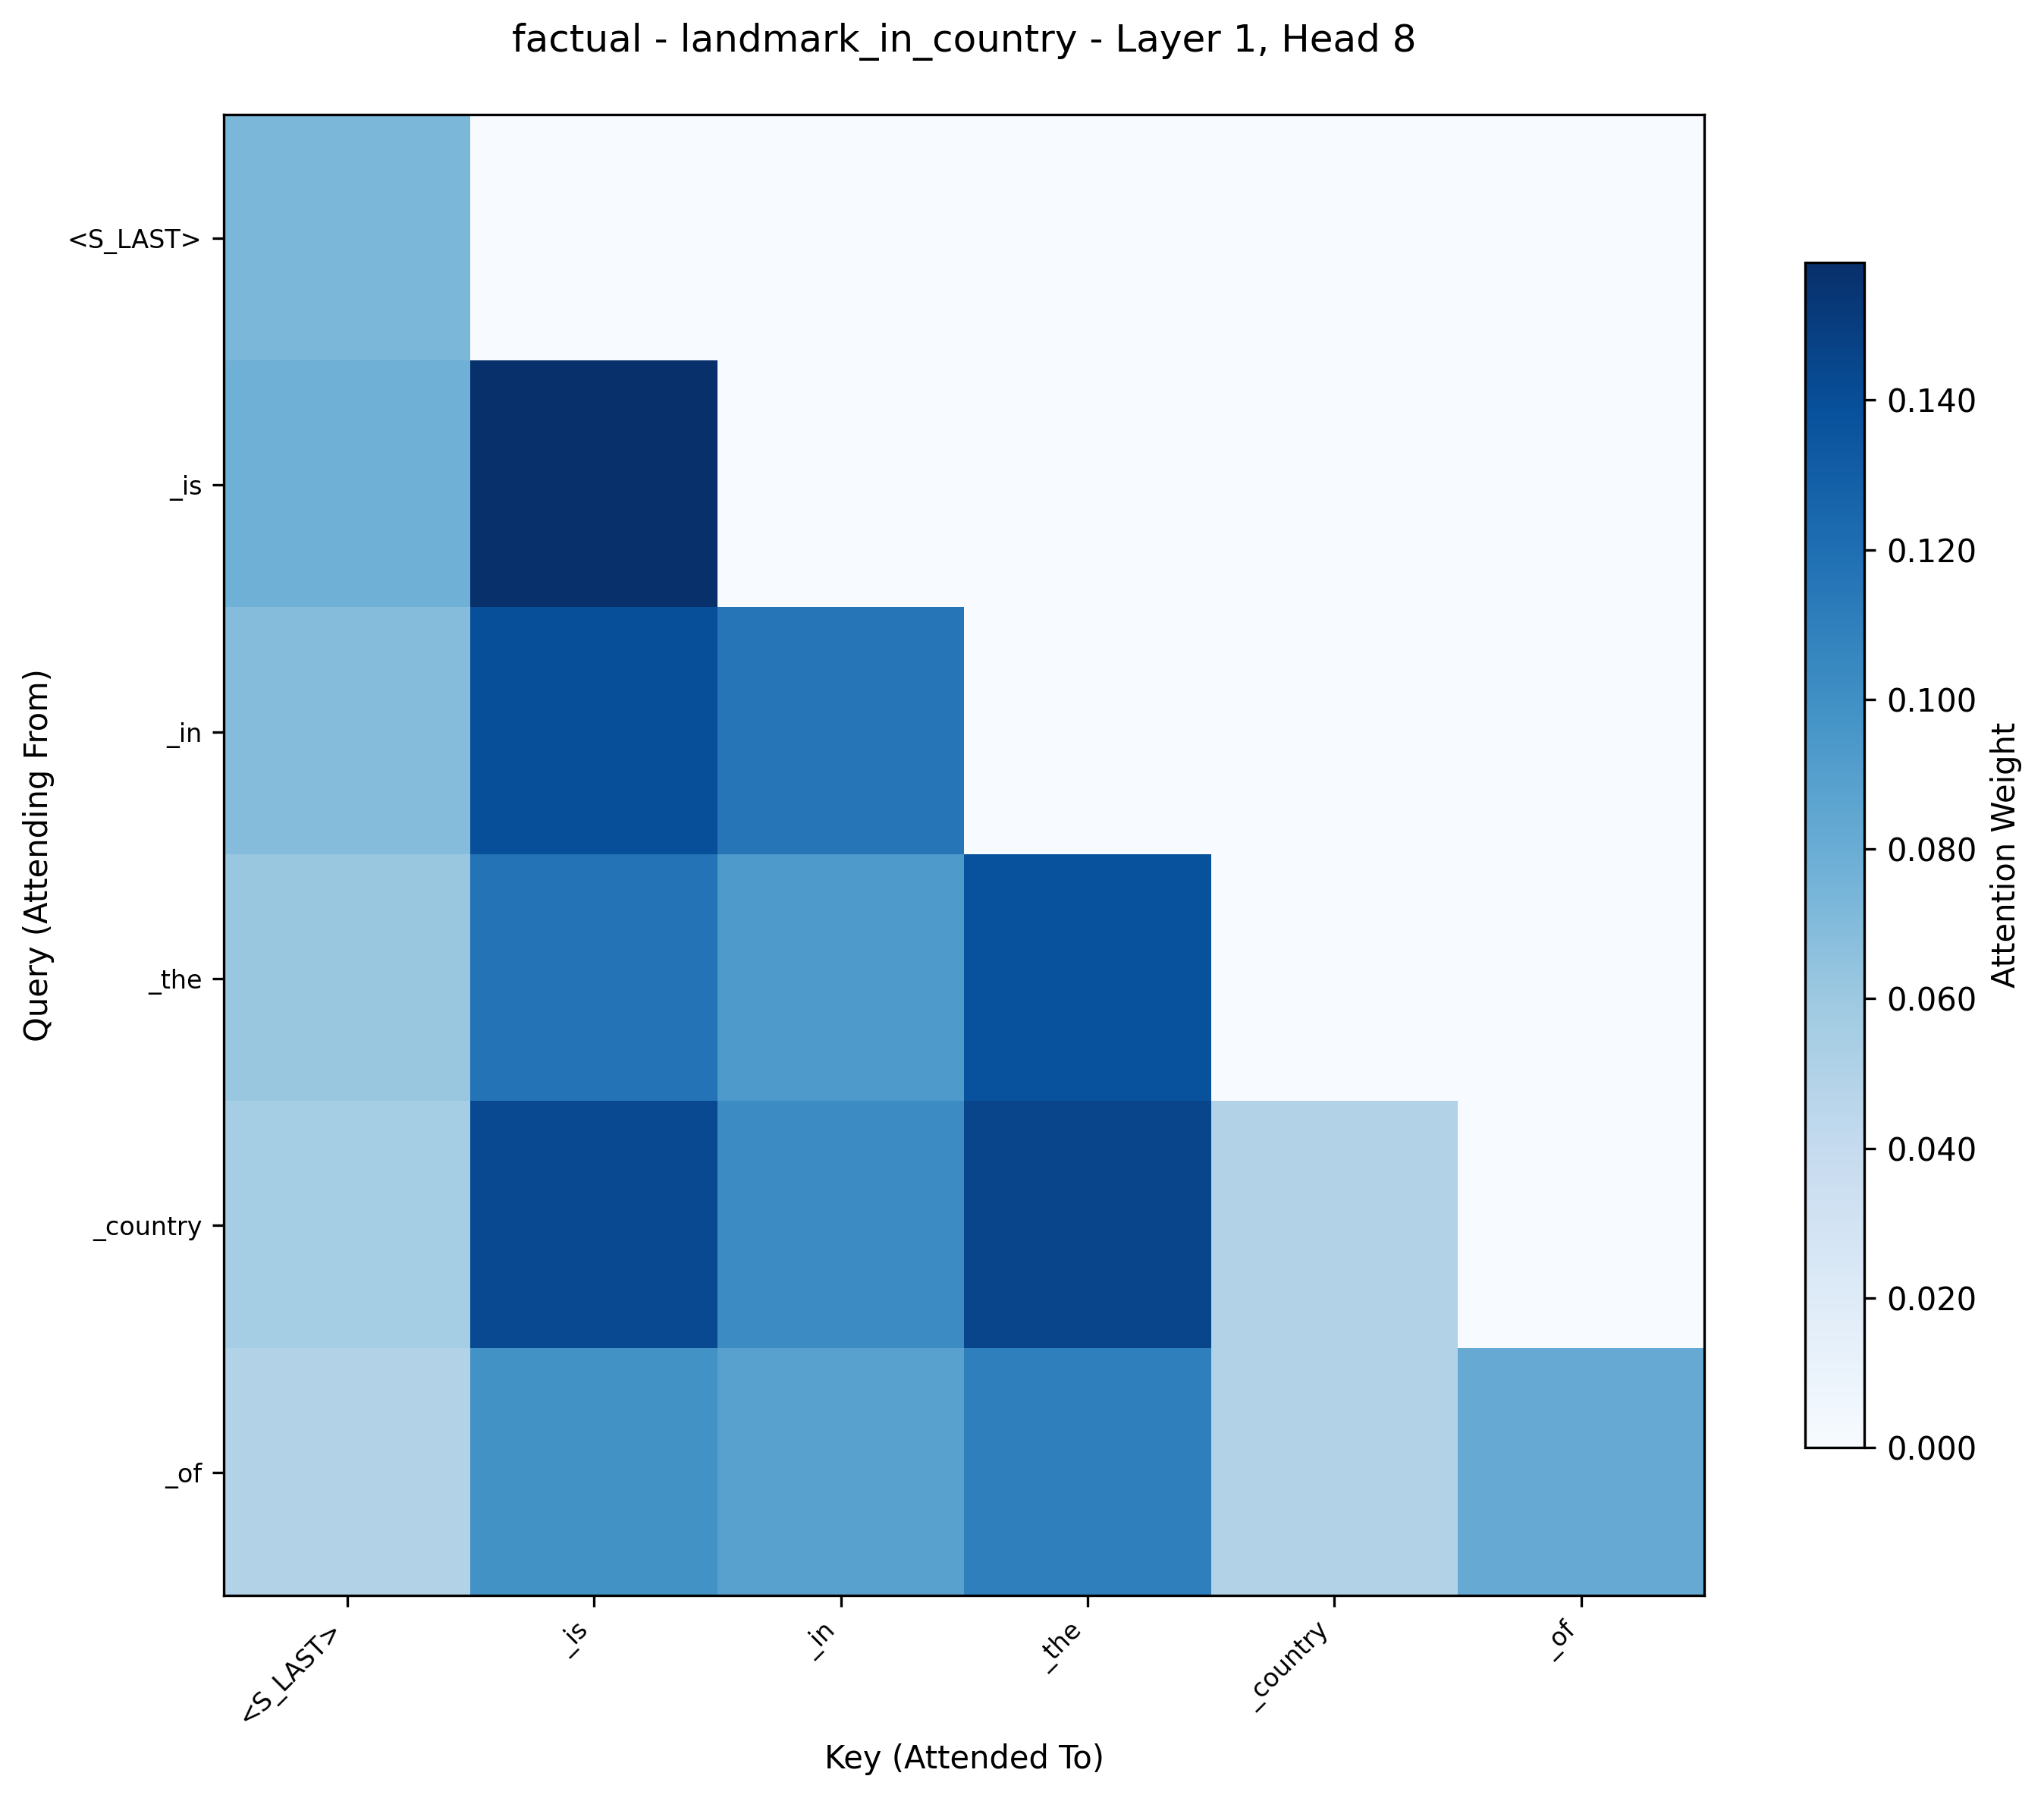 factual - landmark_in_country - Layer 1, Head 8
Query (Attending From)
<S_LAST>
_is
_in
_the
_country
_of
<S_LAST>
_is
_in
_the
_country
_of
Key (Attended To)
0.140
0.120
0.100
0.080
0.060
0.040
0.020
0.000
Attention Weight